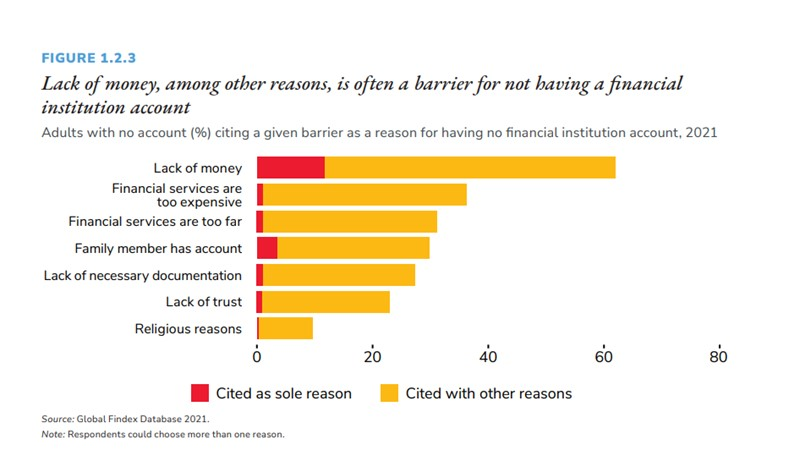 FIGURE 1.2.3
Lack of money, among other reasons, is often a barrier for not having a financial
institution account
Adults with no account (%) citing a given barrier as a reason for having no financial institution account, 2021
Lack of money
Financial services are
too expensive
Financial services are too far
Family member has account
Lack of necessary documentation
Lack of trust
Religious reasons
0 20 40 60 80
Cited as sole reason Cited with other reasons
Source: Global Findex Database 2021.
Note: Respondents could choose more than one reason.